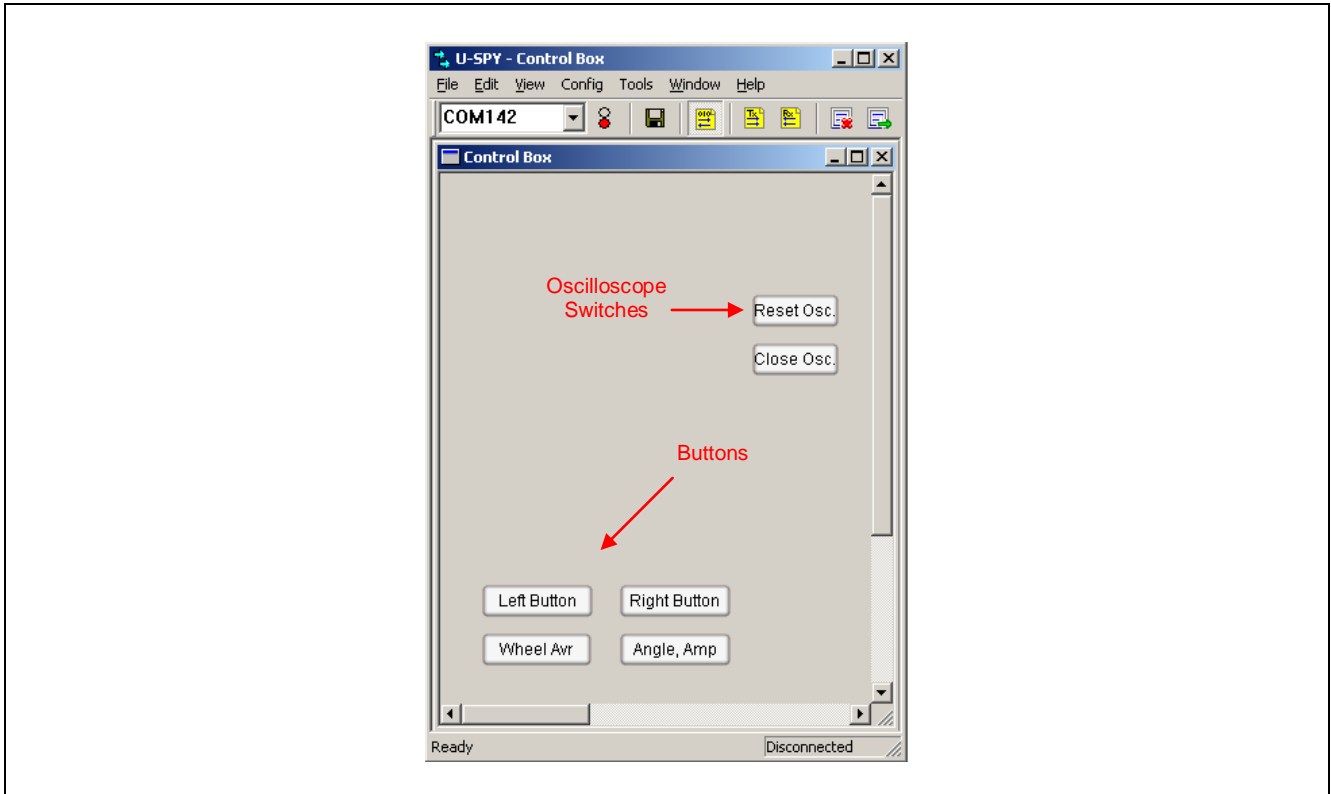 U-SPY - Control Box
File Edit View Config Tools Window Help
COM142
Control Box
Oscilloscope
Switches
Reset Osc.
Close Osc.
Buttons
Left Button Right Button
Wheel Avr Angle, Amp
Ready Disconnected